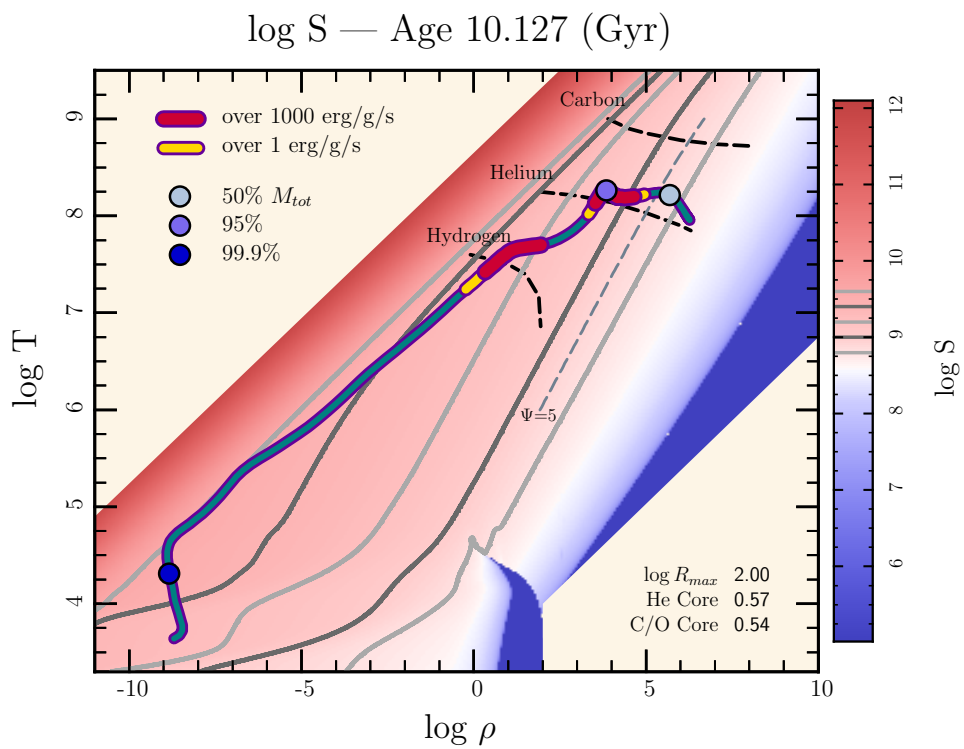 log S — Age 10.127 (Gyr)
over 1000 erg/g/s
over 1 erg/g/s
50% M_tot
95%
99.9%
Carbon
Helium
Hydrogen
Ψ=5
log R_max 2.00
He Core 0.57
C/O Core 0.54
log T
9
8
7
6
5
4
-10
-5
0
5
10
log ρ
12
11
10
9
8
7
6
log S